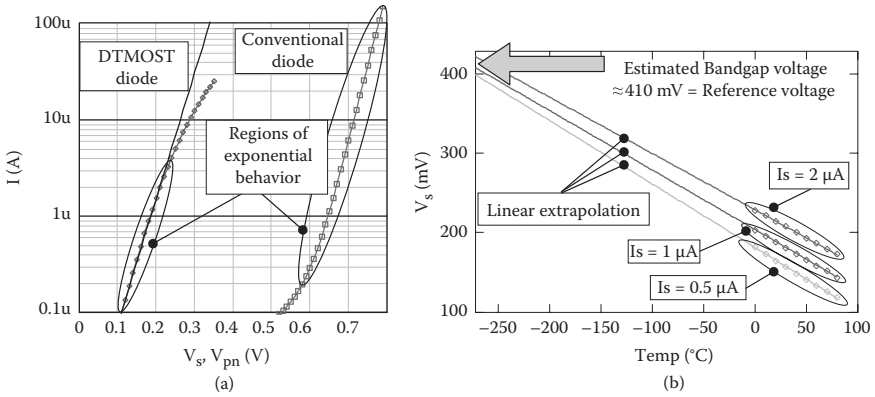 100u
10u
1u
0.1u
I (A)
DTMOST
diode
Conventional
diode
Regions of
exponential
behavior
0
0.1
0.2
0.3
0.4
0.5
0.6
0.7
Vs, Vpn (V)
(a)
400
300
200
100
Vs (mV)
Estimated Bandgap voltage
≈410 mV = Reference voltage
Is = 2 μA
Linear extrapolation
Is = 1 μA
Is = 0.5 μA
−250
−200
−150
−100
−50
0
50
100
Temp (°C)
(b)